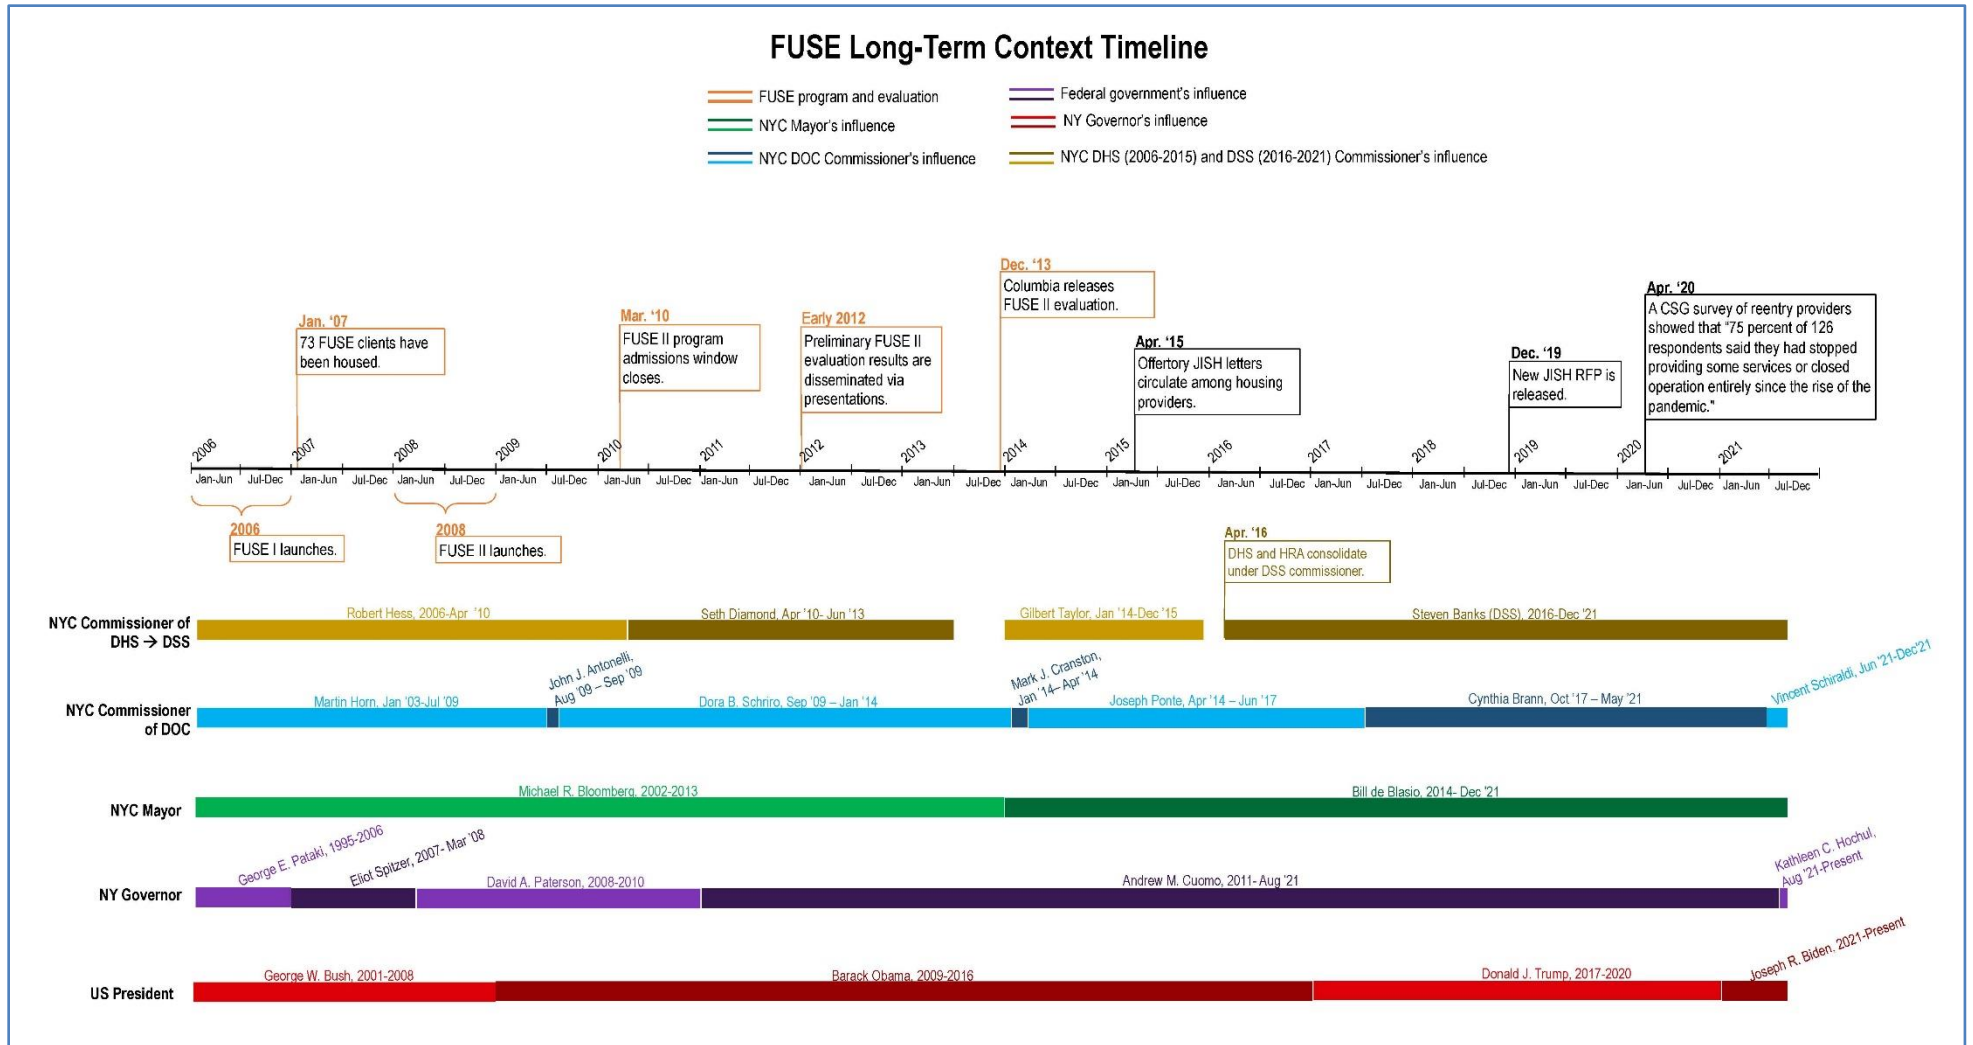 FUSE Long-Term Context Timeline
FUSE program and evaluation
Federal government's influence
NYC Mayor's influence
NY Governor's influence
NYC DOC Commissioner's influence
NYC DHS (2006-2015) and DSS (2016-2021) Commissioner's influence
Jan. '07
73 FUSE clients have
been housed.
Mar. '10
FUSE II program
admissions window
closes.
Early 2012
Preliminary FUSE II
evaluation results are
disseminated via
presentations.
Dec. '13
Columbia releases
FUSE II evaluation.
Apr. '15
Offertory JISH letters
circulate among housing
providers.
Dec. '19
New JISH RFP is
released.
Apr. '20
A CSG survey of reentry providers
showed that "75 percent of 126
respondents said they had stopped
providing some services or closed
operation entirely since the rise of the
pandemic."
2006 2007 2008 2009 2010 2011 2012 2013 2014 2015 2016 2017 2018 2019 2020 2021
Jan-Jun Jul-Dec Jan-Jun Jul-Dec Jan-Jun Jul-Dec Jan-Jun Jul-Dec Jan-Jun Jul-Dec Jan-Jun Jul-Dec Jan-Jun Jul-Dec Jan-Jun Jul-Dec Jan-Jun Jul-Dec Jan-Jun Jul-Dec Jan-Jun Jul-Dec Jan-Jun Jul-Dec Jan-Jun Jul-Dec Jan-Jun Jul-Dec Jan-Jun Jul-Dec Jan-Jun Jul-Dec
2006
FUSE I launches.
2008
FUSE II launches.
Apr. '16
DHS and HRA consolidate
under DSS commissioner.
NYC Commissioner of
DHS → DSS
Robert Hess, 2006-Apr '10
Seth Diamond, Apr '10- Jun '13
Gilbert Taylor, Jan '14-Dec '15
Steven Banks (DSS), 2016-Dec '21
NYC Commissioner
of DOC
Martin Horn, Jan '03-Jul '09
John J. Antonelli,
Aug '09 – Sep '09
Dora B. Schriro, Sep '09 – Jan '14
Mark J. Cranston,
Jan '14– Apr '14
Joseph Ponte, Apr '14 – Jun '17
Cynthia Brann, Oct '17 – May '21
Vincent Schiraldi, Jun '21-Dec'21
NYC Mayor
Michael R. Bloomberg, 2002-2013
Bill de Blasio, 2014- Dec '21
NY Governor
George E. Pataki, 1995-2006
Eliot Spitzer, 2007- Mar '08
David A. Paterson, 2008-2010
Andrew M. Cuomo, 2011- Aug '21
Kathleen C. Hochul,
Aug '21-Present
US President
George W. Bush, 2001-2008
Barack Obama, 2009-2016
Donald J. Trump, 2017-2020
Joseph R. Biden, 2021-Present